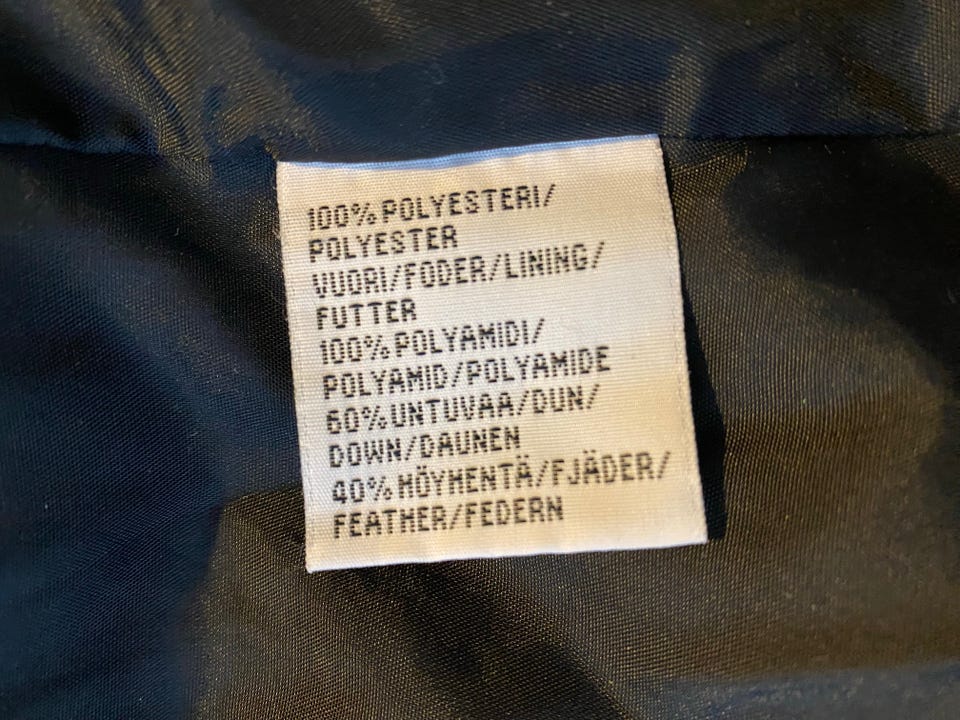 100% POLYESTERI/
POLYESTER
VUORI/FODER/LINING/
FUTTER
100% POLYAMIDI/
POLYAMID/POLYAMIDE
60% UNTUVAA/DUN/
DOWN/DAUNEN
40% HÖYHENTÄ/FJÄDER/
FEATHER/FEDERN